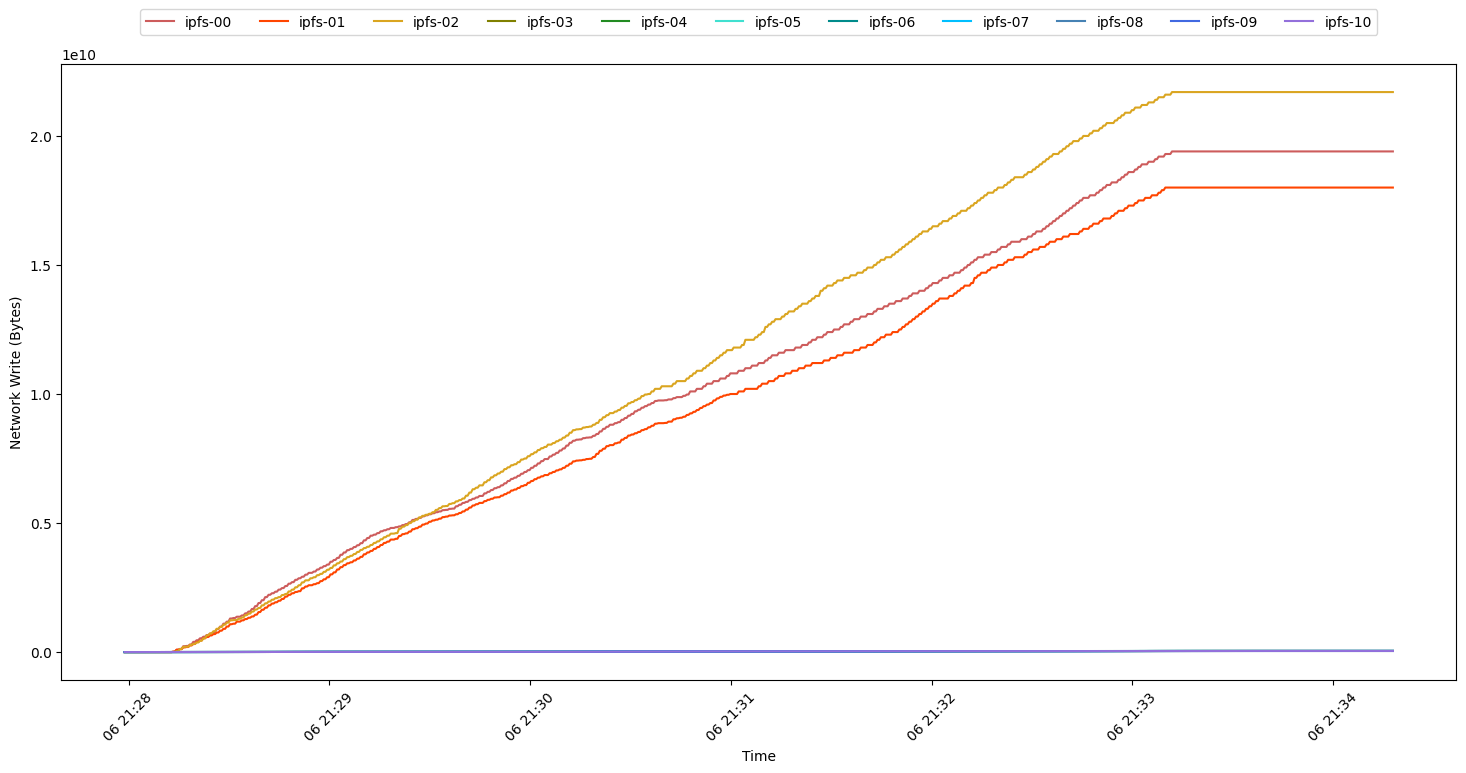 ipfs-00 ipfs-01 ipfs-02 ipfs-03 ipfs-04 ipfs-05 ipfs-06 ipfs-07 ipfs-08 ipfs-09 ipfs-10
1e10
2.0
1.5
1.0
0.5
0.0
Network Write (Bytes)
06 21:28 06 21:29 06 21:30 06 21:31 06 21:32 06 21:33 06 21:34
Time